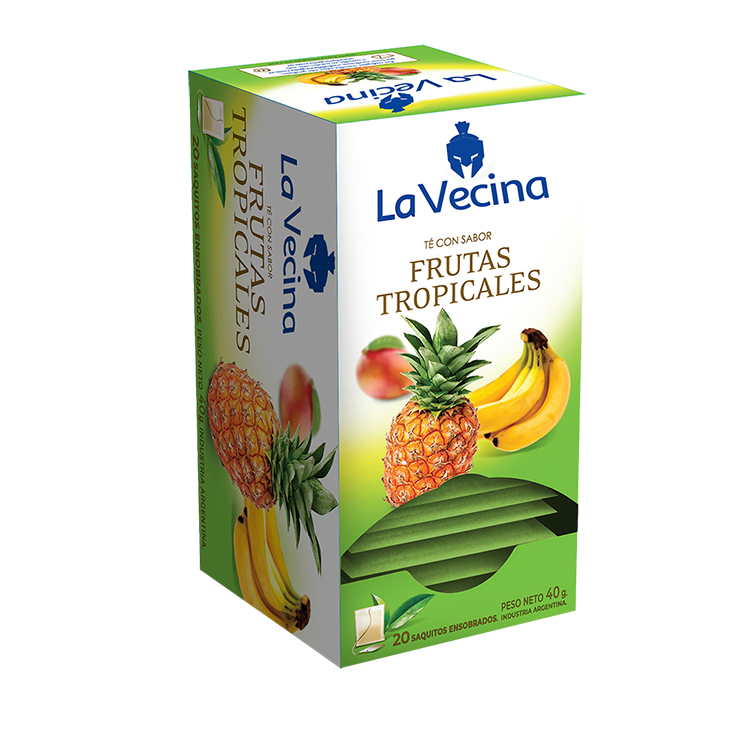 La Vecina
La Vecina
TÉ CON SABOR
FRUTAS
TROPICALES
20 SAQUITOS ENSOBRADOS.
PESO NETO 40 g.
INDUSTRIA ARGENTINA.
La Vecina
TÉ CON SABOR
FRUTAS
TROPICALES
20 SAQUITOS ENSOBRADOS. PESO NETO 40g. INDUSTRIA ARGENTINA.